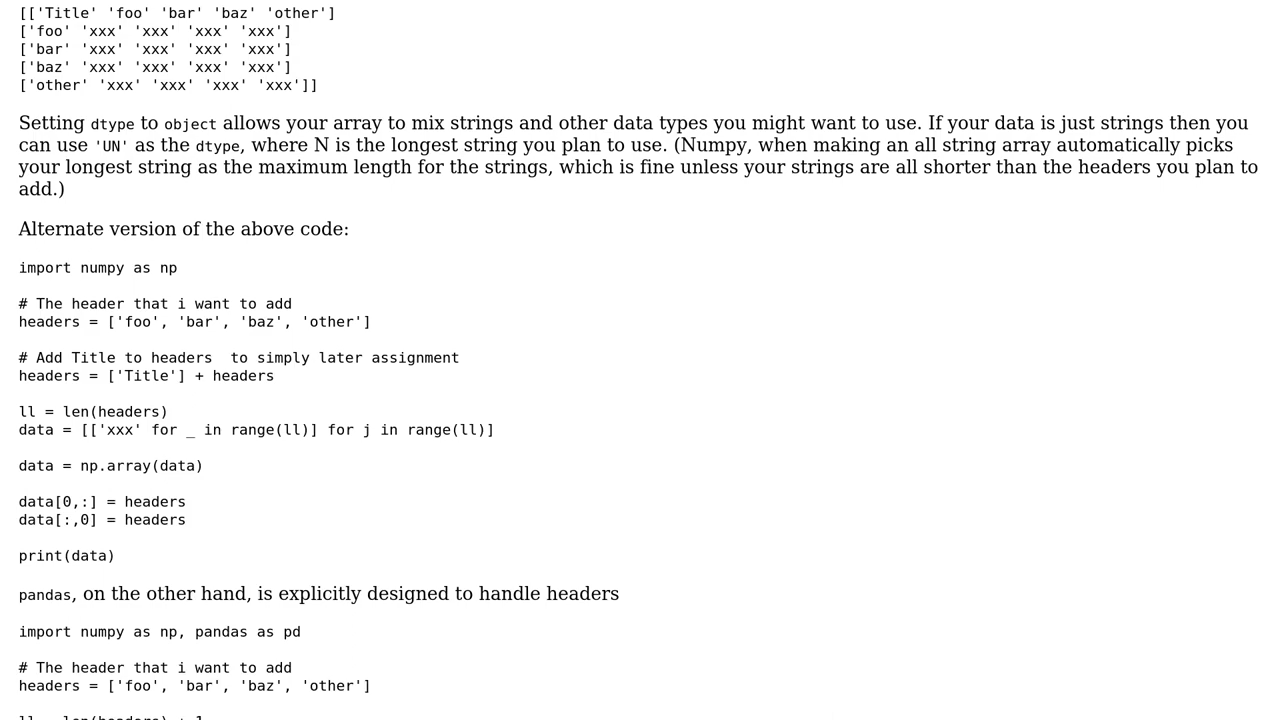 [['Title' 'foo' 'bar' 'baz' 'other']
['foo' 'xxx' 'xxx' 'xxx' 'xxx']
['bar' 'xxx' 'xxx' 'xxx' 'xxx']
['baz' 'xxx' 'xxx' 'xxx' 'xxx']
['other' 'xxx' 'xxx' 'xxx' 'xxx']]
Setting dtype to object allows your array to mix strings and other data types you might want to use. If your data is just strings then you
can use 'UN' as the dtype, where N is the longest string you plan to use. (Numpy, when making an all string array automatically picks
your longest string as the maximum length for the strings, which is fine unless your strings are all shorter than the headers you plan to
add.)
Alternate version of the above code:
import numpy as np
# The header that i want to add
headers = ['foo', 'bar', 'baz', 'other']
# Add Title to headers  to simply later assignment
headers = ['Title'] + headers
ll = len(headers)
data = [['xxx' for _ in range(ll)] for j in range(ll)]
data = np.array(data)
data[0,:] = headers
data[:,0] = headers
print(data)
pandas, on the other hand, is explicitly designed to handle headers
import numpy as np, pandas as pd
# The header that i want to add
headers = ['foo', 'bar', 'baz', 'other']
ll = len(headers) + 1